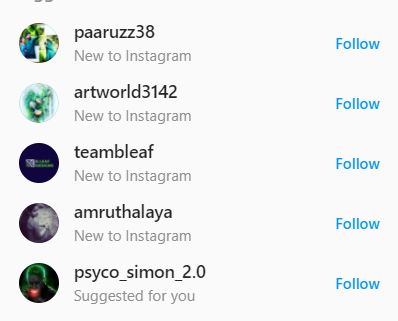 paaruzz38
New to Instagram
Follow
artworld3142
New to Instagram
Follow
teambleaf
New to Instagram
Follow
amruthalaya
New to Instagram
Follow
psyco_simon_2.0
Suggested for you
Follow